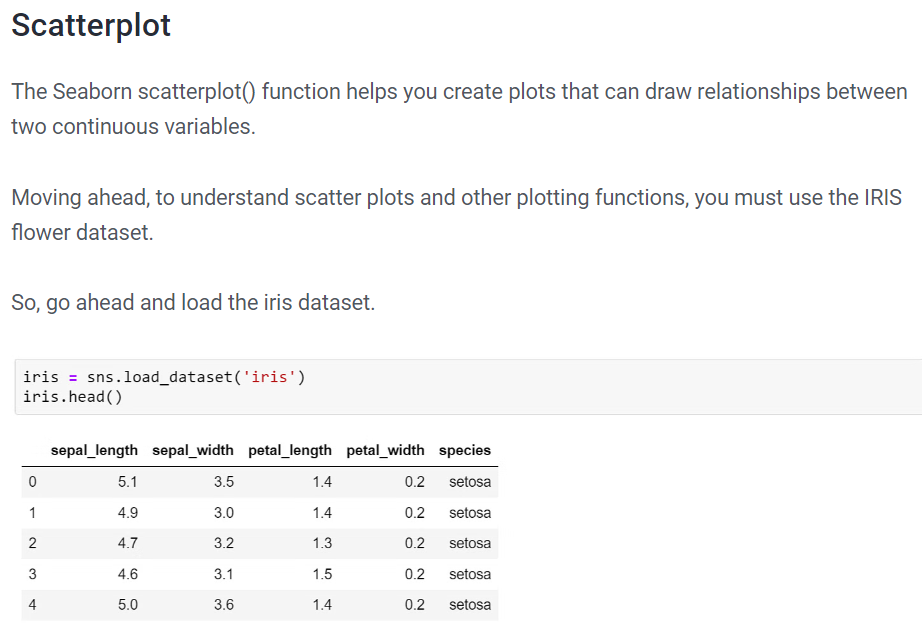 Scatterplot
The Seaborn scatterplot() function helps you create plots that can draw relationships between
two continuous variables.
Moving ahead, to understand scatter plots and other plotting functions, you must use the IRIS
flower dataset.
So, go ahead and load the iris dataset.
iris = sns.load_dataset('iris')
iris.head()
sepal_length sepal_width petal_length petal_width species
0 5.1 3.5 1.4 0.2 setosa
1 4.9 3.0 1.4 0.2 setosa
2 4.7 3.2 1.3 0.2 setosa
3 4.6 3.1 1.5 0.2 setosa
4 5.0 3.6 1.4 0.2 setosa